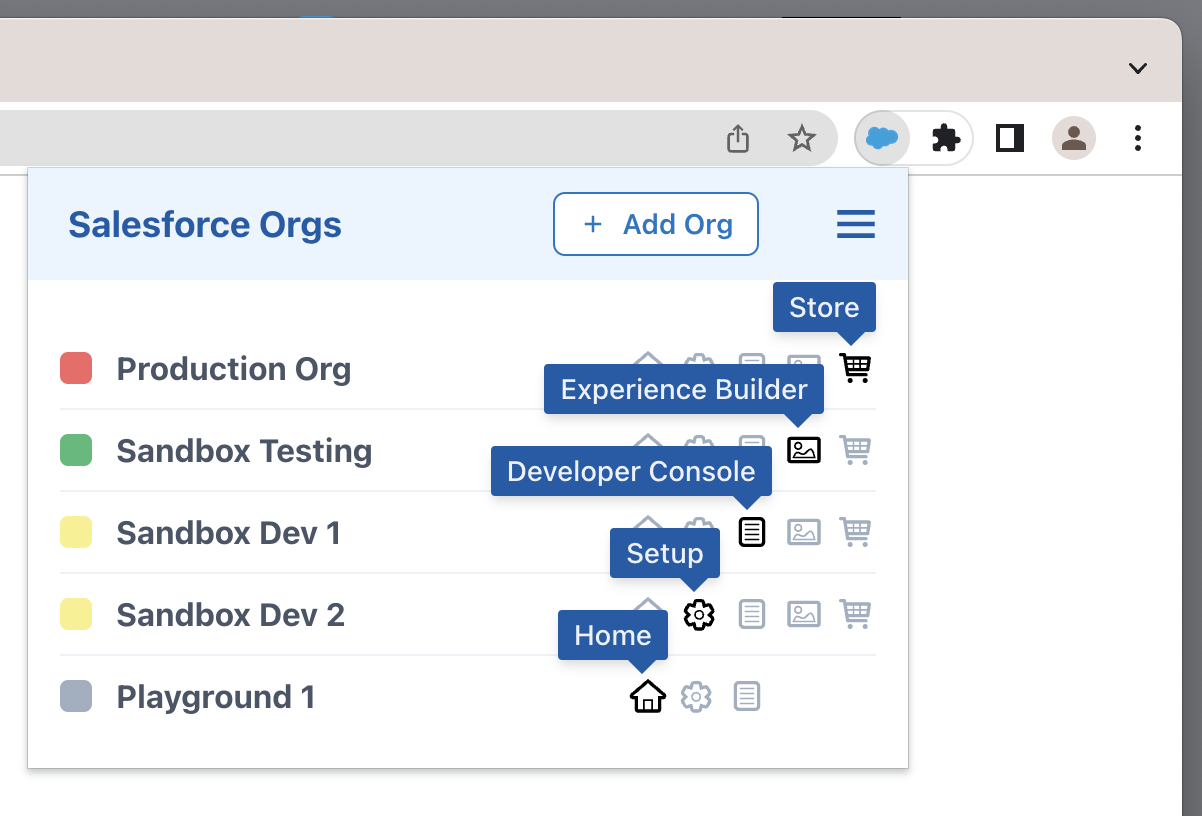 Salesforce Orgs
+ Add Org
Store
Production Org
Experience Builder
Sandbox Testing
Developer Console
Sandbox Dev 1
Setup
Sandbox Dev 2
Home
Playground 1